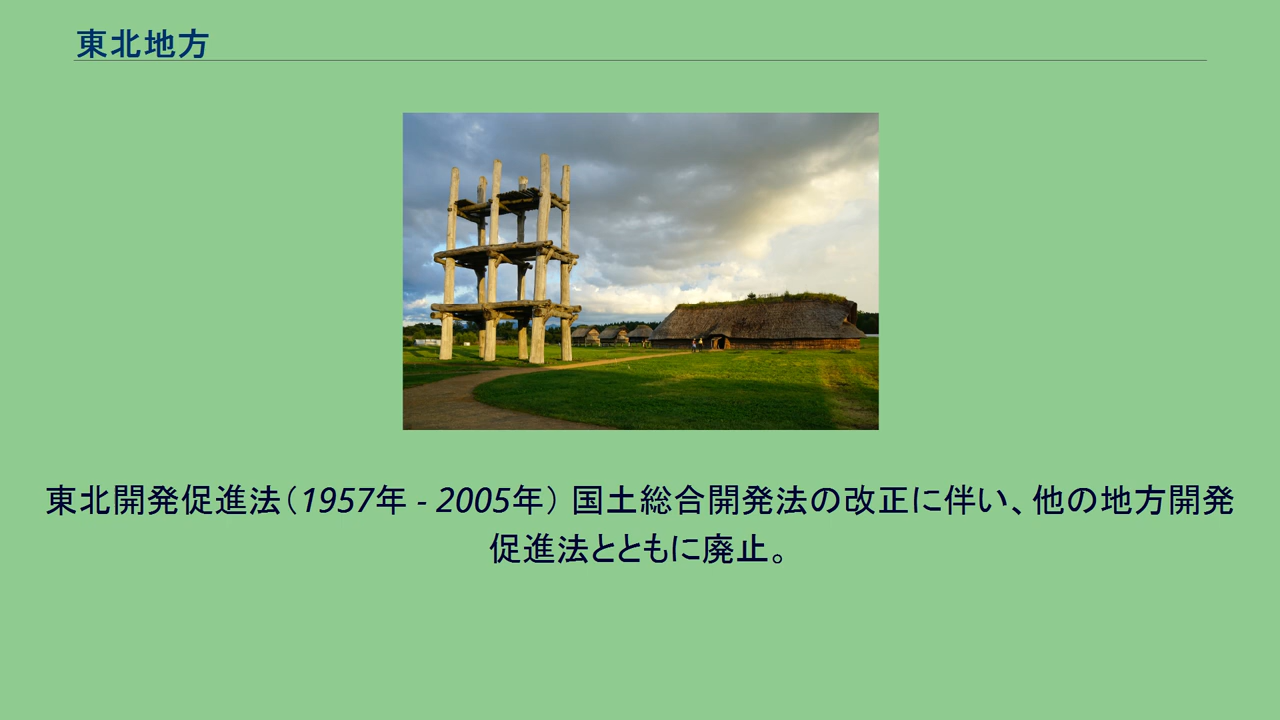 東北地方
東北開発促進法（1957年 - 2005年） 国土総合開発法の改正に伴い、他の地方開発
促進法とともに廃止。